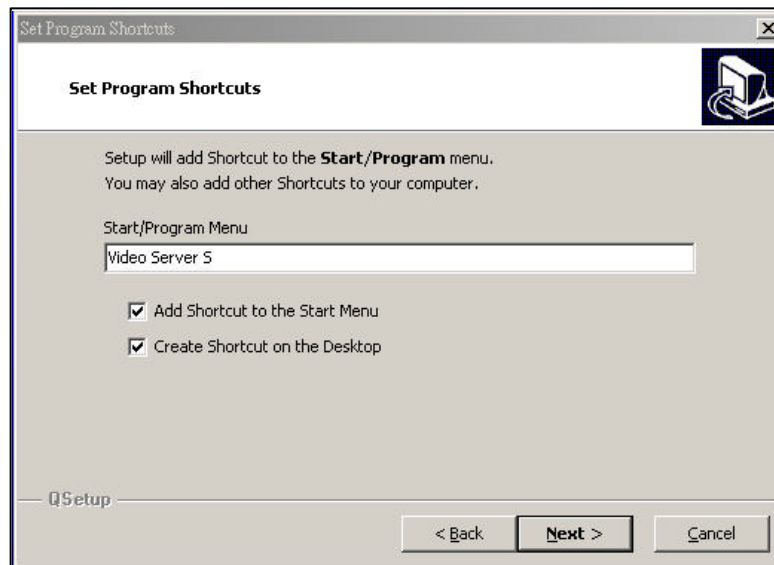 Set Program Shortcuts
Set Program Shortcuts
Setup will add Shortcut to the Start/Program menu.
You may also add other Shortcuts to your computer.
Start/Program Menu
Video Server S
Add Shortcut to the Start Menu
Create Shortcut on the Desktop
QSetup
< Back Next > Cancel